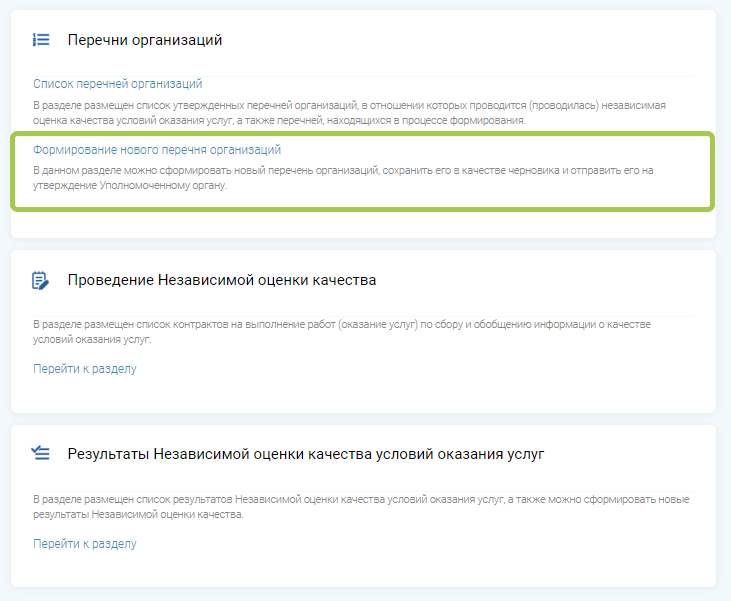 Перечни организаций
Список перечней организаций
В разделе размещен список утвержденных перечней организаций, в отношении которых проводится (проводилась) независимая
оценка качества условий оказания услуг, а также перечней, находящихся в процессе формирования.
Формирование нового перечня организаций
В данном разделе можно сформировать новый перечень организаций, сохранить его в качестве черновика и отправить его на
утверждение Уполномоченному органу.
Проведение Независимой оценки качества
В разделе размещен список контрактов на выполнение работ (оказание услуг) по сбору и обобщению информации о качестве
условий оказания услуг.
Перейти к разделу
Результаты Независимой оценки качества условий оказания услуг
В разделе размещен список результатов Независимой оценки качества условий оказания услуг, а также можно сформировать новые
результаты Независимой оценки качества.
Перейти к разделу